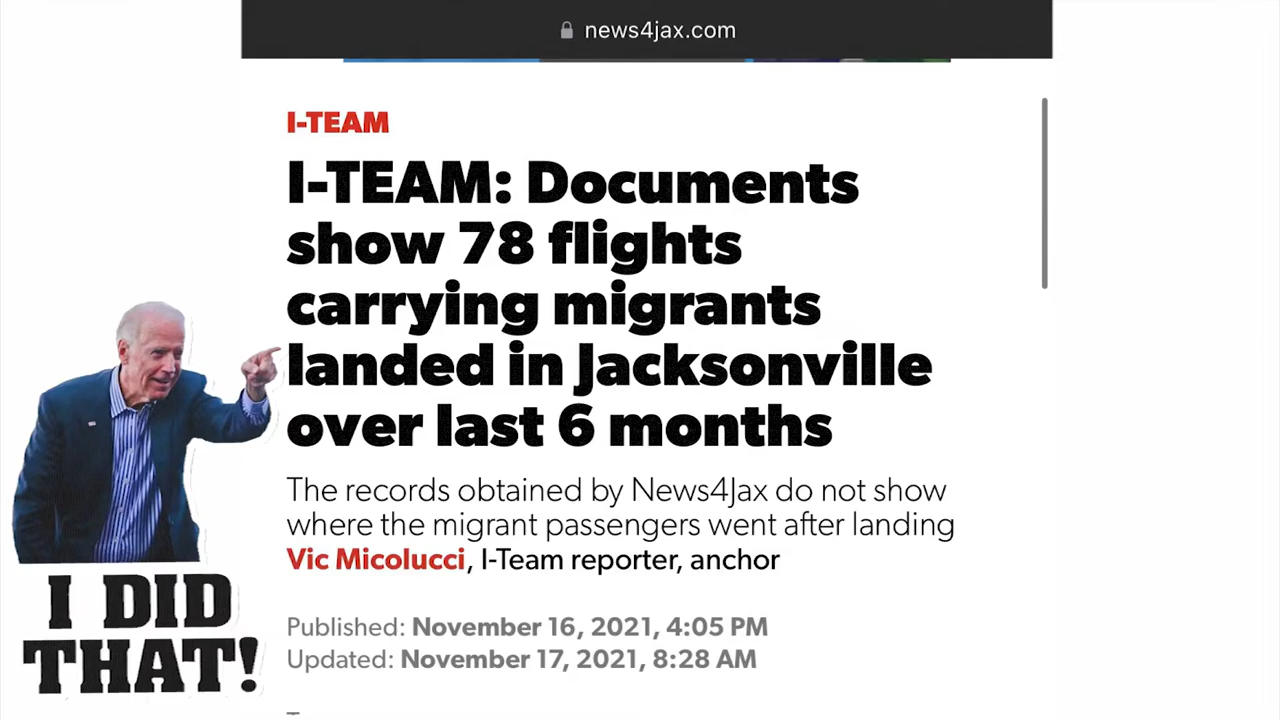 news4jax.com
I-TEAM
I-TEAM: Documents
show 78 flights
carrying migrants
landed in Jacksonville
over last 6 months
The records obtained by News4Jax do not show
where the migrant passengers went after landing
Vic Micolucci, I-Team reporter, anchor
Published: November 16, 2021, 4:05 PM
Updated: November 17, 2021, 8:28 AM
I DID
THAT!